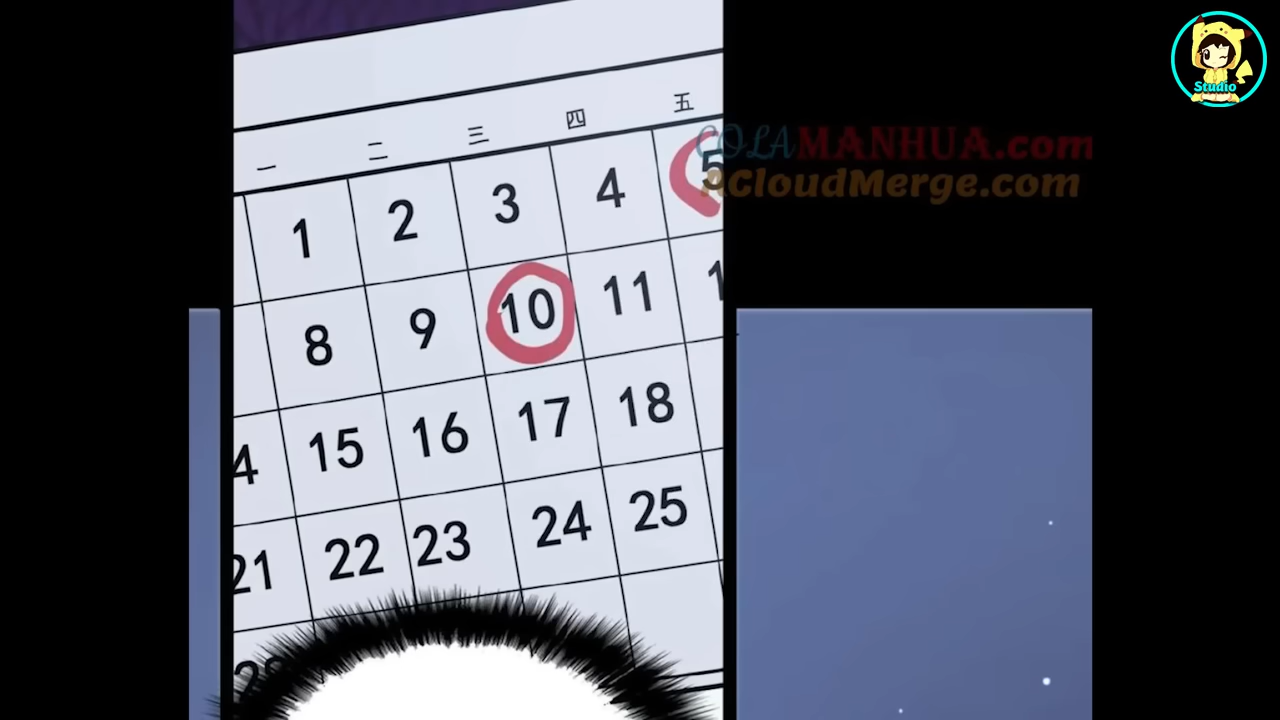 Studio
一 二 三 四 五
COLAMANHUA.com
ACloudMerge.com
1 2 3 4 5
8 9 10 11
15 16 17 18
21 22 23 24 25